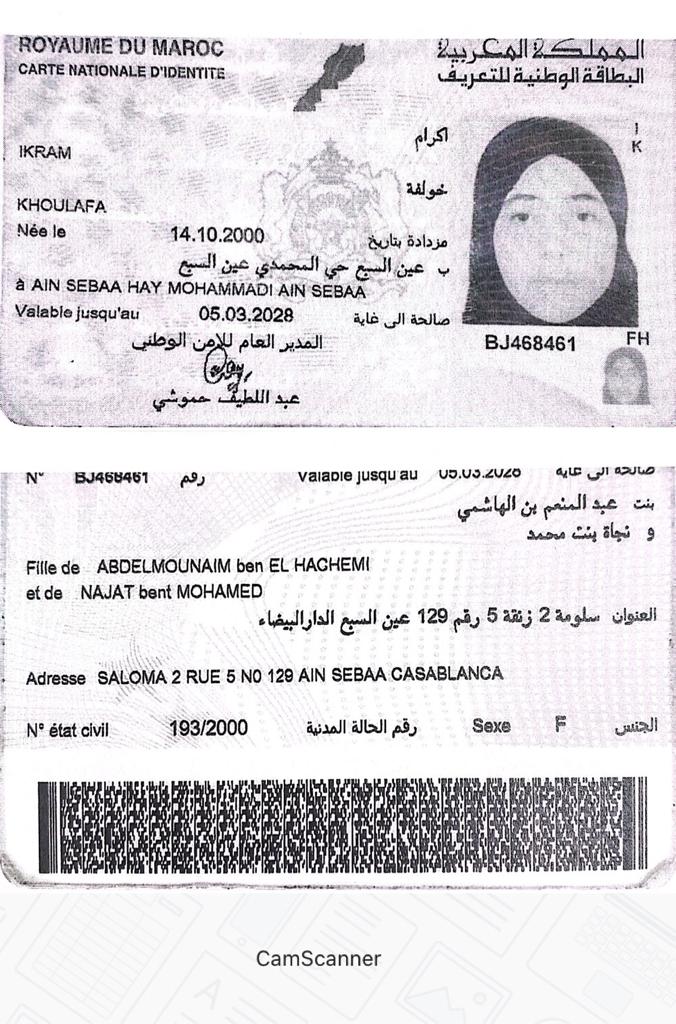 ROYAUME DU MAROC
المملكة المغربية
CARTE NATIONALE D'IDENTITE
البطاقة الوطنية للتعريف
IKRAM
اكرام
I
K
KHOULAFA
خولفة
Née le 14.10.2000 مزدادة بتاريخ
ب عين السبع حي المحمدي عين السبع
à AIN SEBAA HAY MOHAMMADI AIN SEBAA
Valable jusqu'au 05.03.2028 صالحة الى غاية
المدير العام للامن الوطني
عبد اللطيف حموشي
BJ468461
FH
N° BJ468461 رقم Valable jusqu'au 05.03.2028 صالحة الى غاية
بنت عبد المنعم بن الهاشمي
و نجاة بنت محمد
Fille de ABDELMOUNAIM ben EL HACHEMI
et de NAJAT bent MOHAMED
العنوان سلومة 2 زنقة 5 رقم 129 عين السبع الدارالبيضاء
Adresse SALOMA 2 RUE 5 N0 129 AIN SEBAA CASABLANCA
N° état civil 193/2000 رقم الحالة المدنية Sexe F الجنس
CamScanner